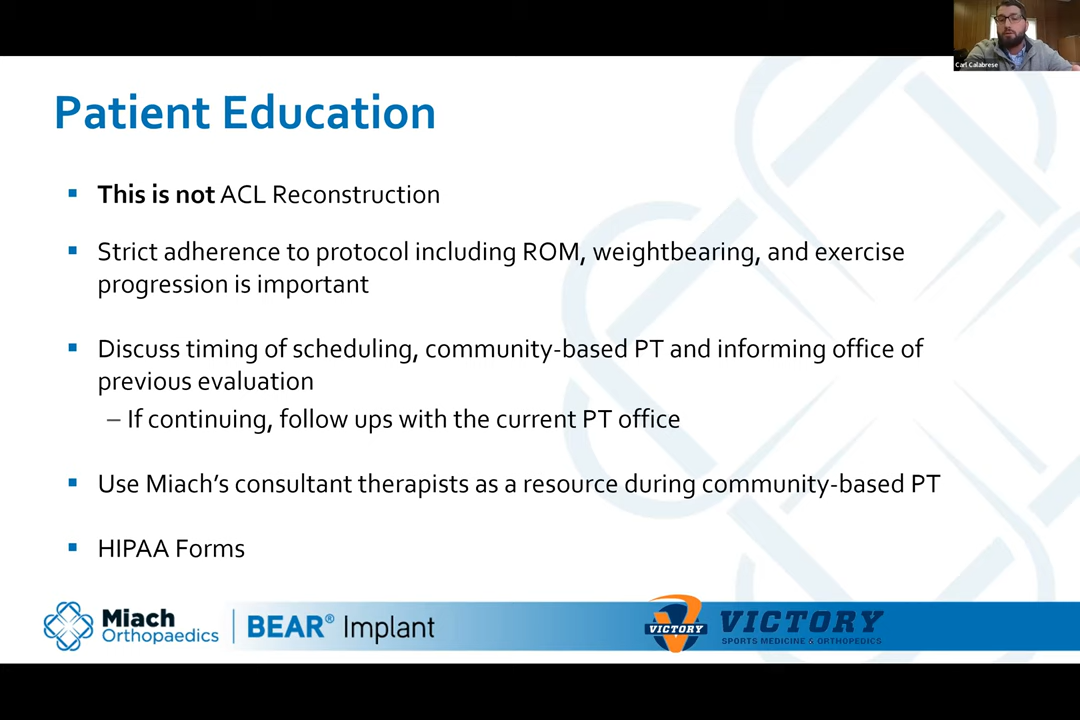 Carl Calabrese
Patient Education
▪ This is not ACL Reconstruction
▪ Strict adherence to protocol including ROM, weightbearing, and exercise
progression is important
▪ Discuss timing of scheduling, community-based PT and informing office of
previous evaluation
– If continuing, follow ups with the current PT office
▪ Use Miach’s consultant therapists as a resource during community-based PT
▪ HIPAA Forms
Miach
Orthopaedics
BEAR® Implant
VICTORY
VICTORY
SPORTS MEDICINE & ORTHOPEDICS